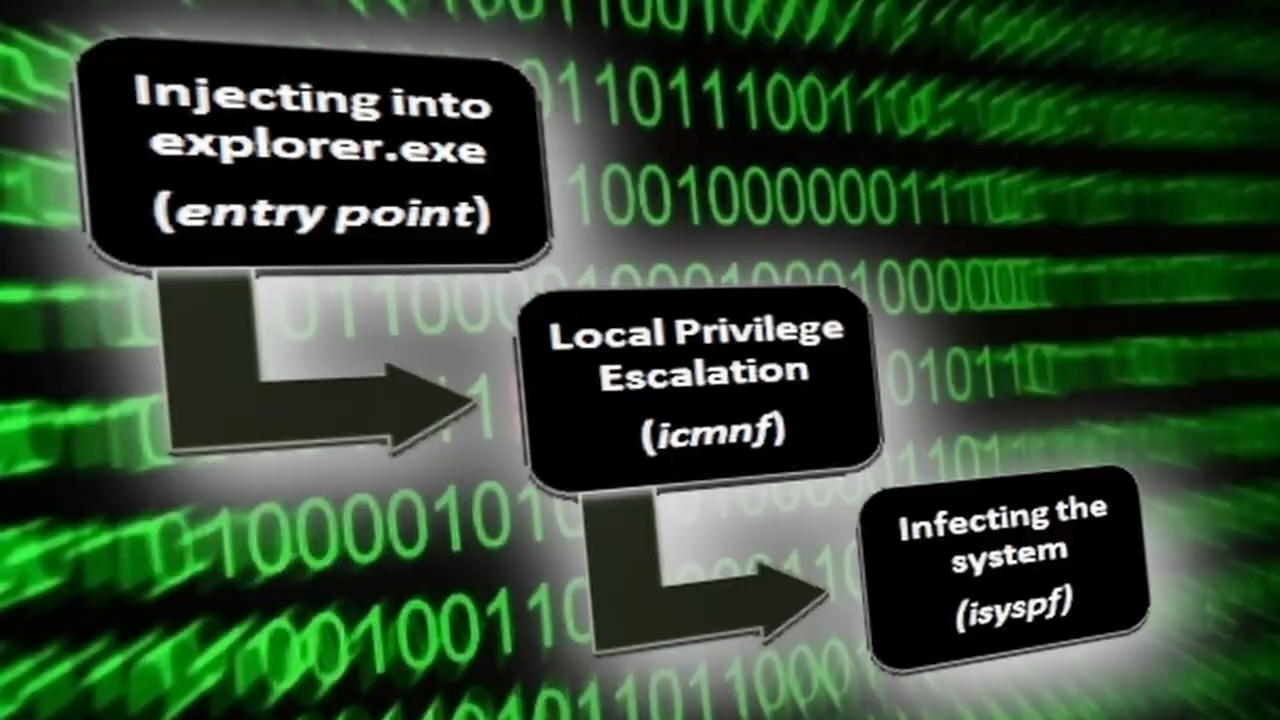 Injecting into
explorer.exe
(entry point)
Local Privilege
Escalation
(icmnf)
Infecting the
system
(isyspf)